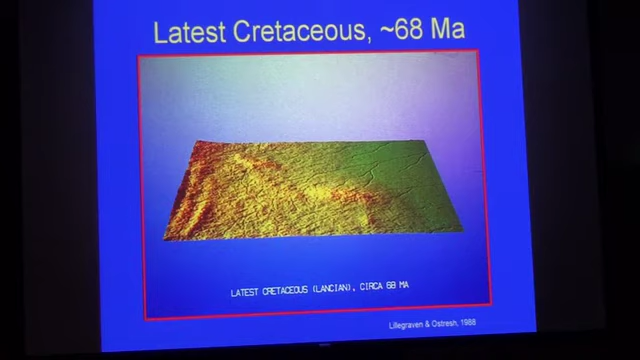 Latest Cretaceous, ~68 Ma
LATEST CRETACEOUS (LANCIAN), CIRCA 68 MA
Lillegraven & Ostresh, 1988